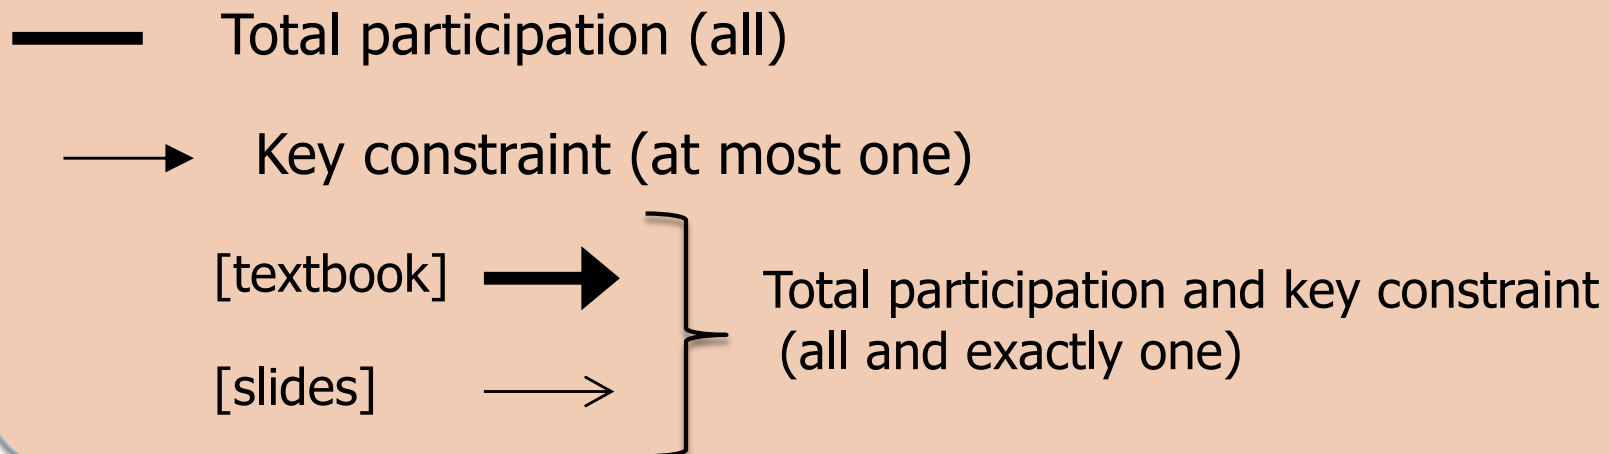 Total participation (all)
Key constraint (at most one)
[textbook]
Total participation and key constraint
(all and exactly one)
[slides]